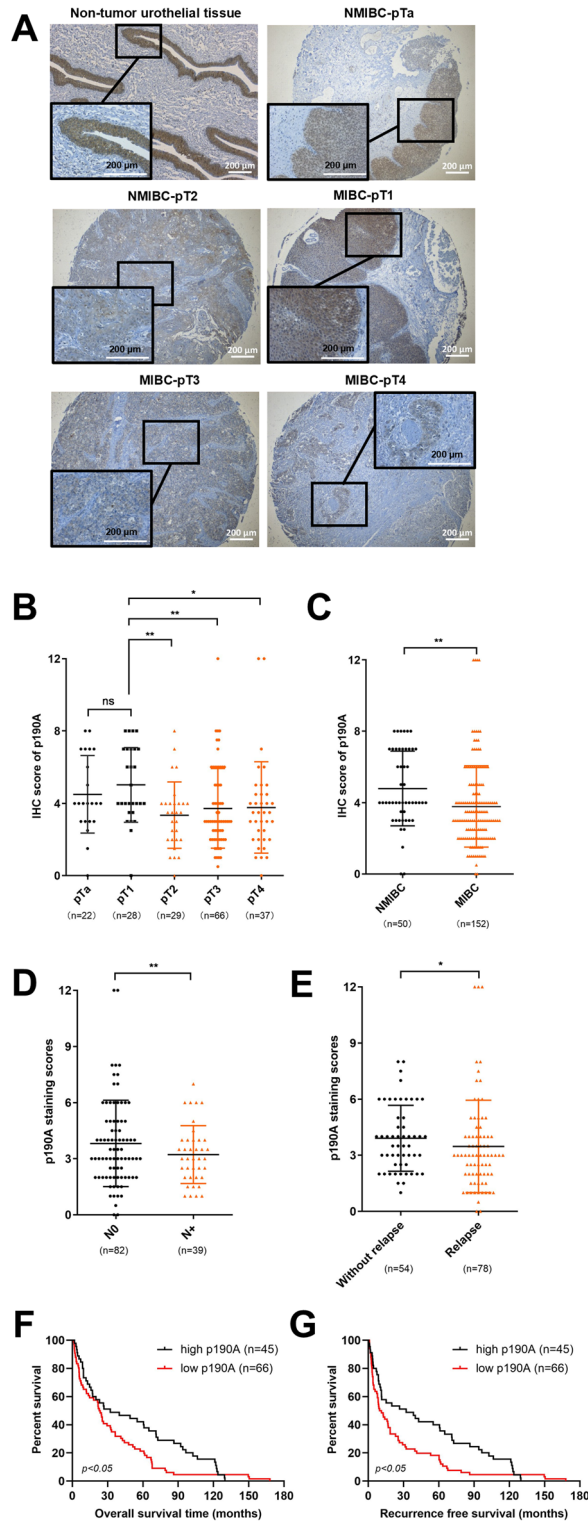 A
Non-tumor urothelial tissue
NMIBC-pTa
200 μm
200 μm
200 μm
200 μm
NMIBC-pT2
MIBC-pT1
200 μm
200 μm
200 μm
200 μm
MIBC-pT3
MIBC-pT4
200 μm
200 μm
200 μm
200 μm
B
IHC score of p190A
12
8
4
0
ns
**
**
*
pTa
pT1
pT2
pT3
pT4
(n=22)
(n=28)
(n=29)
(n=66)
(n=37)
C
IHC score of p190A
12
8
4
0
**
NMIBC
MIBC
(n=50)
(n=152)
D
p190A staining scores
12
9
6
3
0
**
N0
N+
(n=82)
(n=39)
E
p190A staining scores
12
9
6
3
0
*
Without relapse
Relapse
(n=54)
(n=78)
F
Percent survival
100
80
60
40
20
0
high p190A (n=45)
low p190A (n=66)
p<0.05
0 30 60 90 120 150 180
Overall survival time (months)
G
Percent survival
100
80
60
40
20
0
high p190A (n=45)
low p190A (n=66)
p<0.05
0 30 60 90 120 150 180
Recurrence free survival (months)